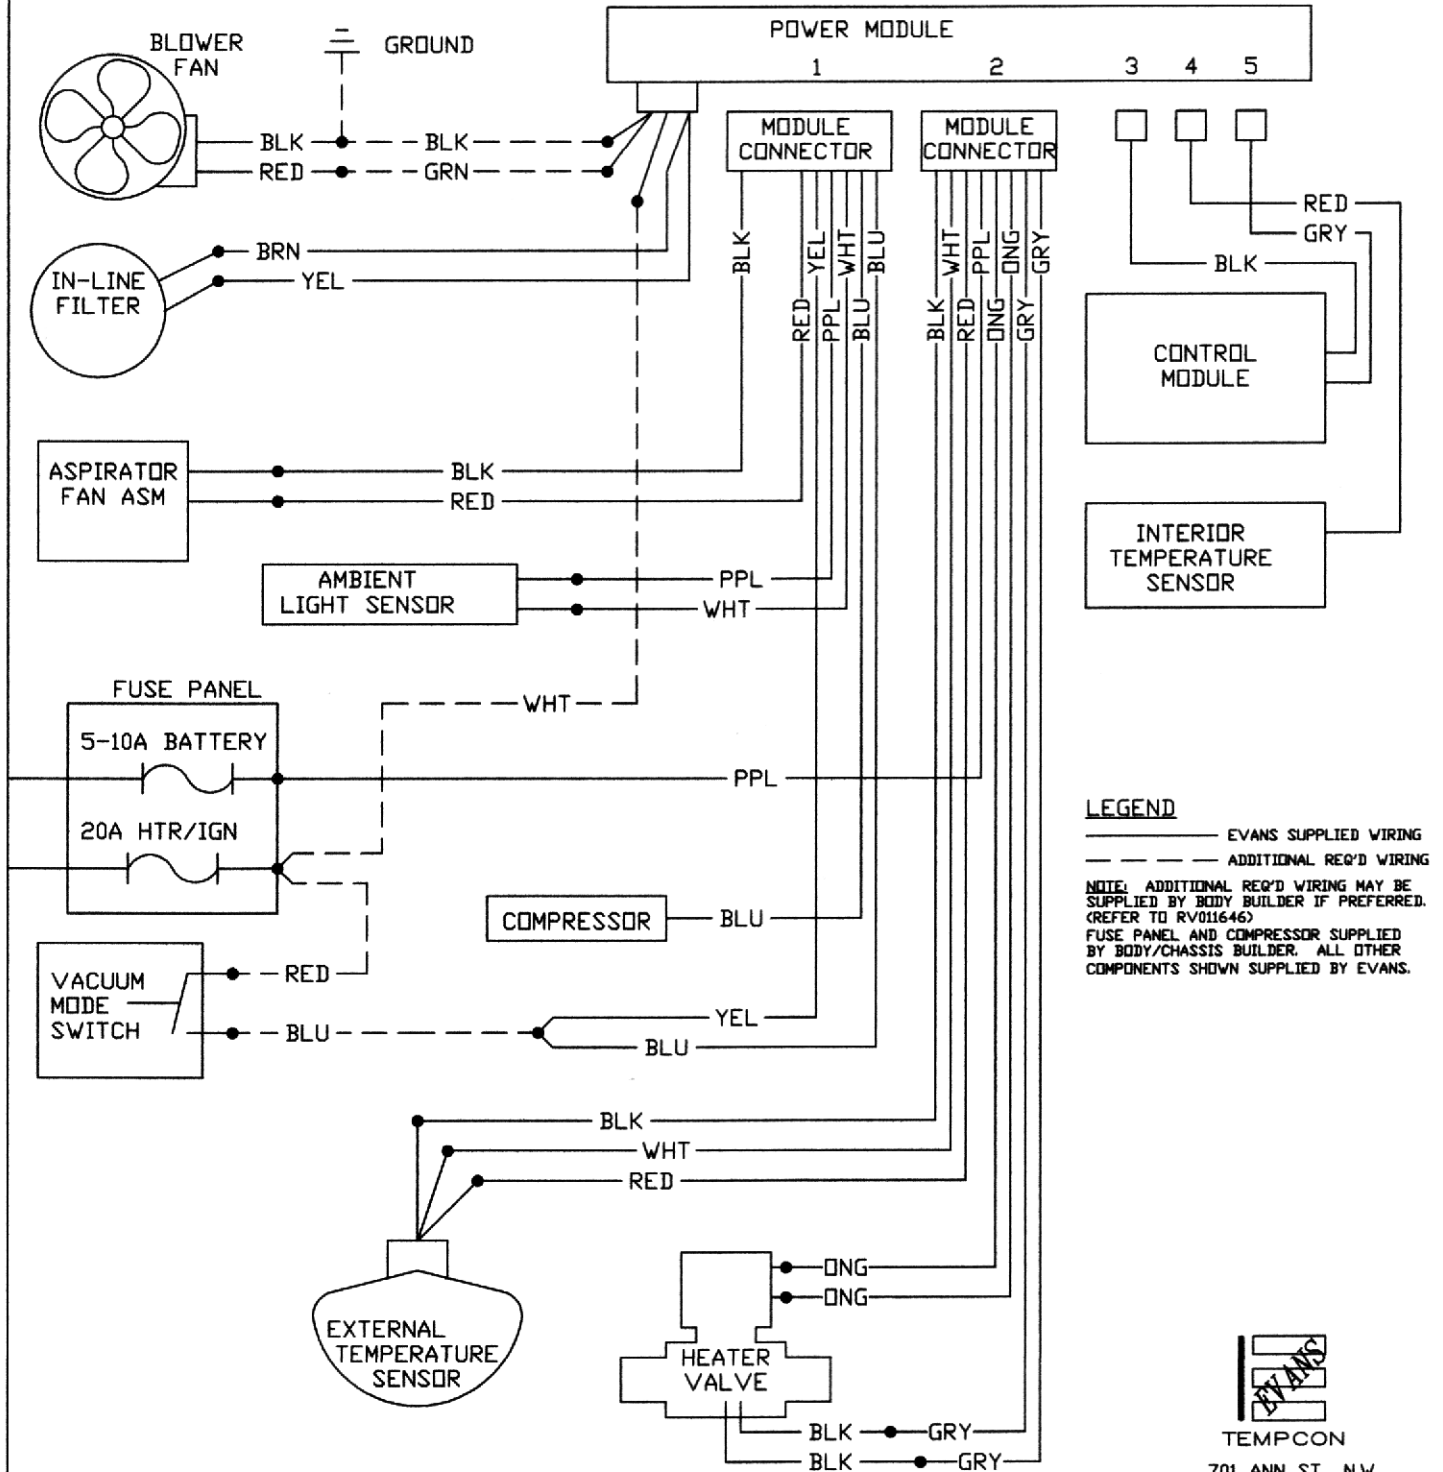 POWER MODULE
1 2 3 4 5
BLOWER
FAN
GROUND
BLK BLK
RED GRN
MODULE
CONNECTOR
MODULE
CONNECTOR
RED
GRY
BLK
BRN
YEL
IN-LINE
FILTER
BLK
RED
YEL
PPL
WHT
BLU
BLU
BLK
WHT
RED
PPL
ONG
ONG
GRY
GRY
CONTROL
MODULE
ASPIRATOR
FAN ASM
BLK
RED
INTERIOR
TEMPERATURE
SENSOR
AMBIENT
LIGHT SENSOR
PPL
WHT
FUSE PANEL
WHT
5-10A BATTERY
PPL
20A HTR/IGN
LEGEND
EVANS SUPPLIED WIRING
ADDITIONAL REQ'D WIRING
NOTE: ADDITIONAL REQ'D WIRING MAY BE
SUPPLIED BY BODY BUILDER IF PREFERRED.
(REFER TO RV011646)
FUSE PANEL AND COMPRESSOR SUPPLIED
BY BODY/CHASSIS BUILDER. ALL OTHER
COMPONENTS SHOWN SUPPLIED BY EVANS.
COMPRESSOR
BLU
VACUUM
MODE
SWITCH
RED
BLU
YEL
BLU
BLK
WHT
RED
EXTERNAL
TEMPERATURE
SENSOR
ONG
ONG
HEATER
VALVE
BLK GRY
BLK GRY
EVANS
TEMPCON
701 ANN ST. N.W.